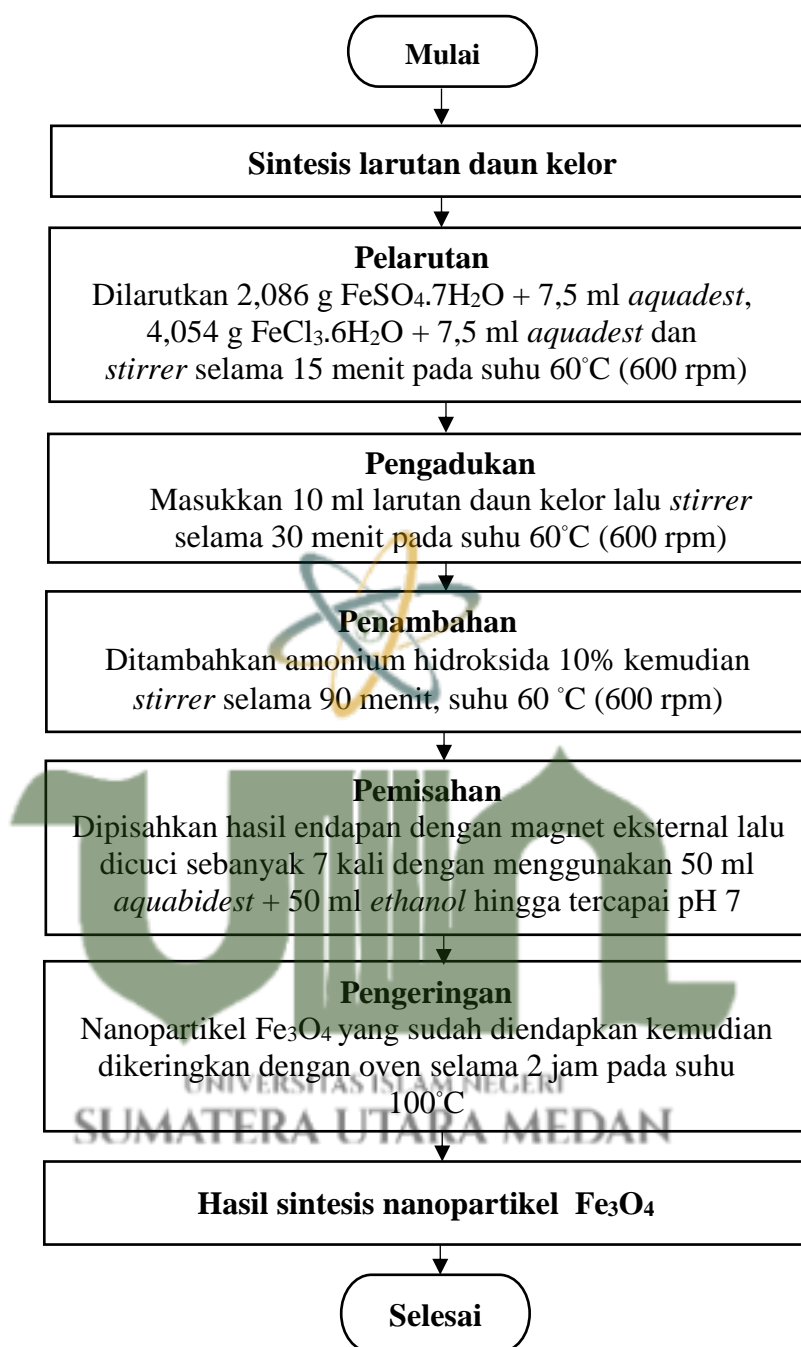 Mulai
Sintesis larutan daun kelor
Pelarutan
Dilarutkan 2,086 g FeSO₄.7H₂O + 7,5 ml aquadest,
4,054 g FeCl₃.6H₂O + 7,5 ml aquadest dan
stirrer selama 15 menit pada suhu 60°C (600 rpm)
Pengadukan
Masukkan 10 ml larutan daun kelor lalu stirrer
selama 30 menit pada suhu 60°C (600 rpm)
Penambahan
Ditambahkan amonium hidroksida 10% kemudian
stirrer selama 90 menit, suhu 60 °C (600 rpm)
Pemisahan
Dipisahkan hasil endapan dengan magnet eksternal lalu
dicuci sebanyak 7 kali dengan menggunakan 50 ml
aquabidest + 50 ml ethanol hingga tercapai pH 7
Pengeringan
Nanopartikel Fe₃O₄ yang sudah diendapkan kemudian
dikeringkan dengan oven selama 2 jam pada suhu
100°C
UNIVERSITAS ISLAM NEGERI
SUMATERA UTARA MEDAN
Hasil sintesis nanopartikel Fe₃O₄
Selesai